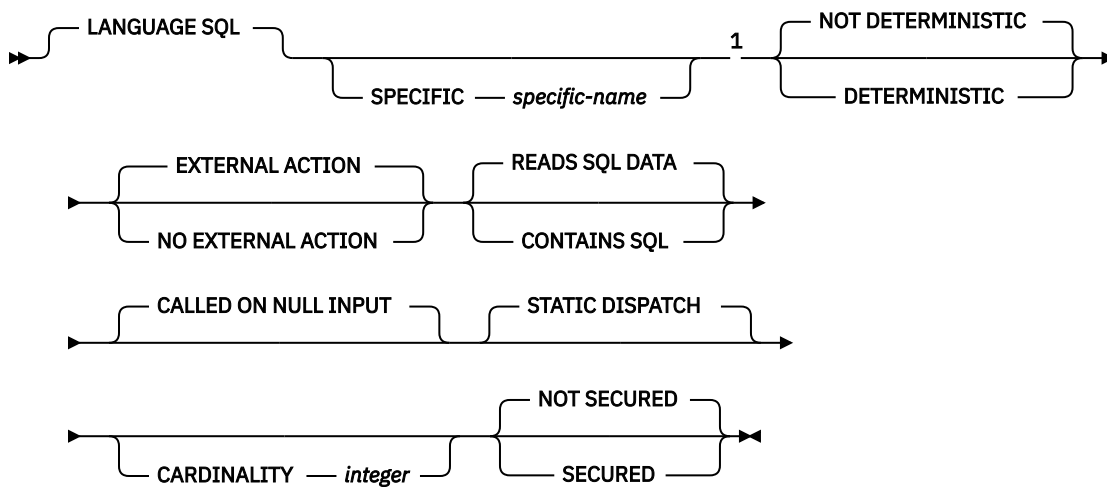 LANGUAGE SQL
NOT DETERMINISTIC
1
SPECIFIC specific-name
DETERMINISTIC
EXTERNAL ACTION
READS SQL DATA
NO EXTERNAL ACTION
CONTAINS SQL
CALLED ON NULL INPUT
STATIC DISPATCH
NOT SECURED
CARDINALITY integer
SECURED